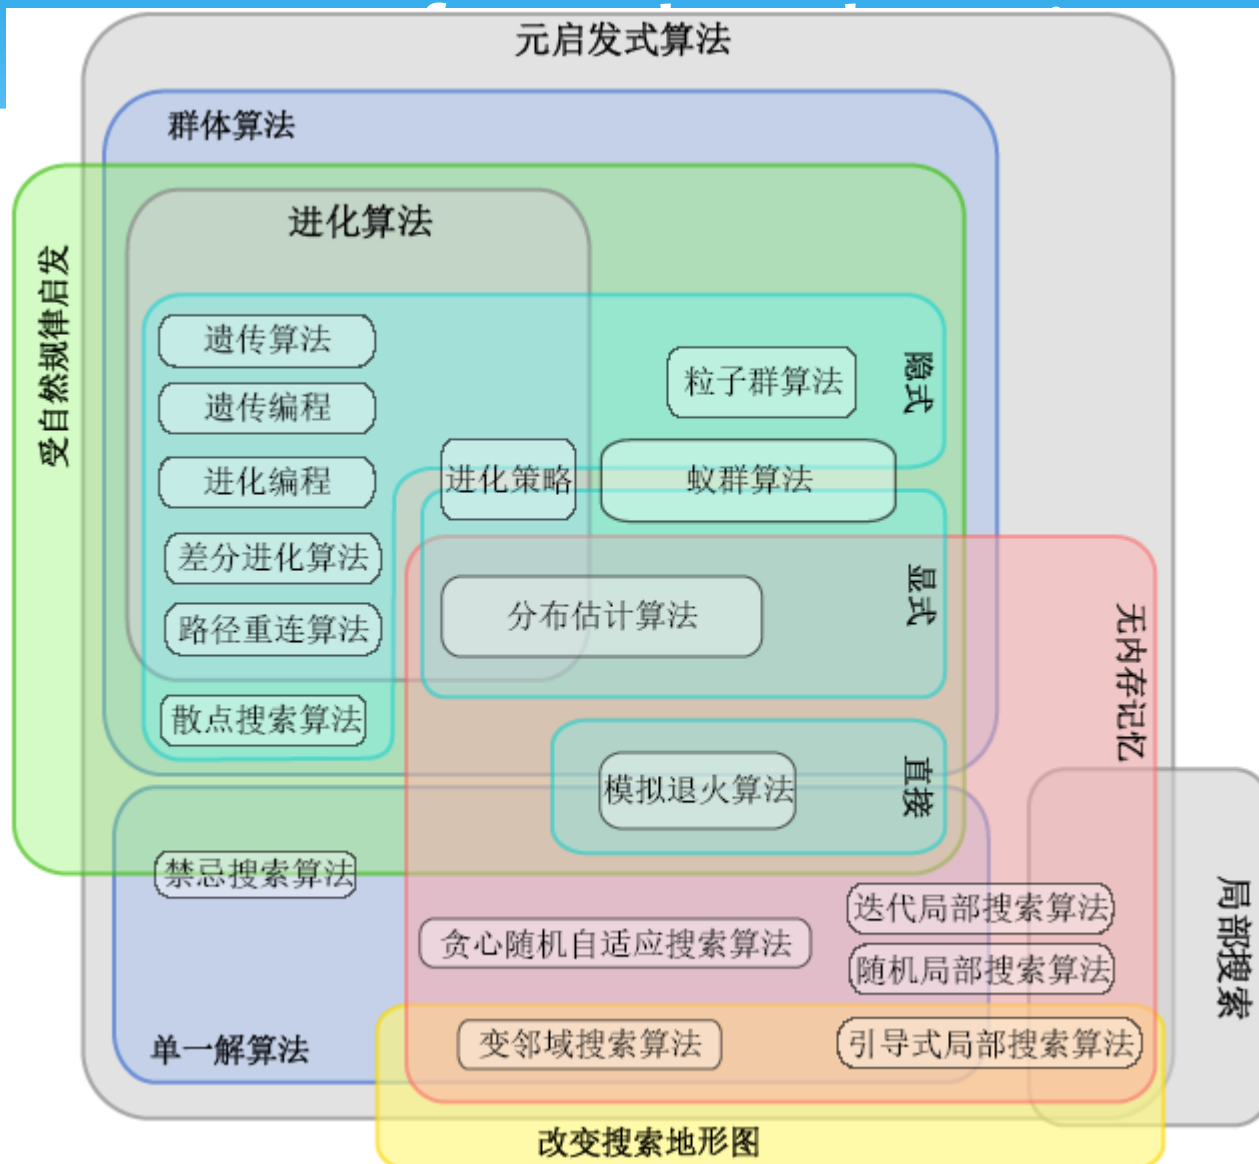 元启发式算法
群体算法
进化算法
受自然规律启发
遗传算法
粒子群算法
隐式
遗传编程
进化编程
进化策略
蚁群算法
差分进化算法
显式
分布估计算法
路径重连算法
无内存记忆
散点搜索算法
模拟退火算法
直接
禁忌搜索算法
迭代局部搜索算法
局部搜索
贪心随机自适应搜索算法
随机局部搜索算法
单一解算法
变邻域搜索算法
引导式局部搜索算法
改变搜索地形图